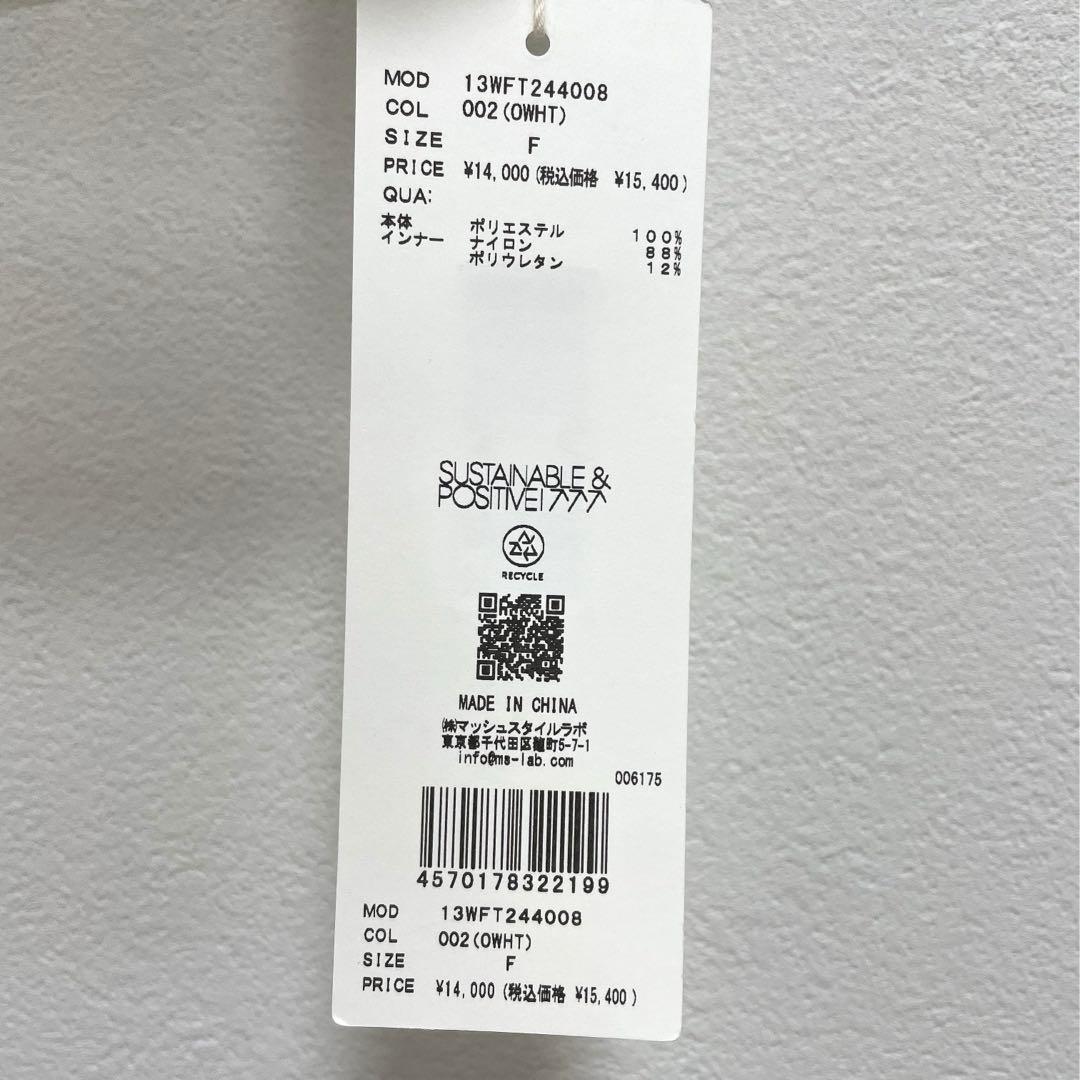 MOD 13WFT244008
COL 002(OWHT)
SIZE F
PRICE ¥14,000(税込価格 ¥15,400)
QUA:
本体 ポリエステル 100%
インナー ナイロン 88%
ポリウレタン 12%
SUSTAINABLE &
POSITIVE!
RECYCLE
MADE IN CHINA
㈱マッシュスタイルラボ
東京都千代田区麹町5-7-1
info@ms-lab.com
006175
4570178322199
MOD 13WFT244008
COL 002(OWHT)
SIZE F
PRICE ¥14,000(税込価格 ¥15,400)